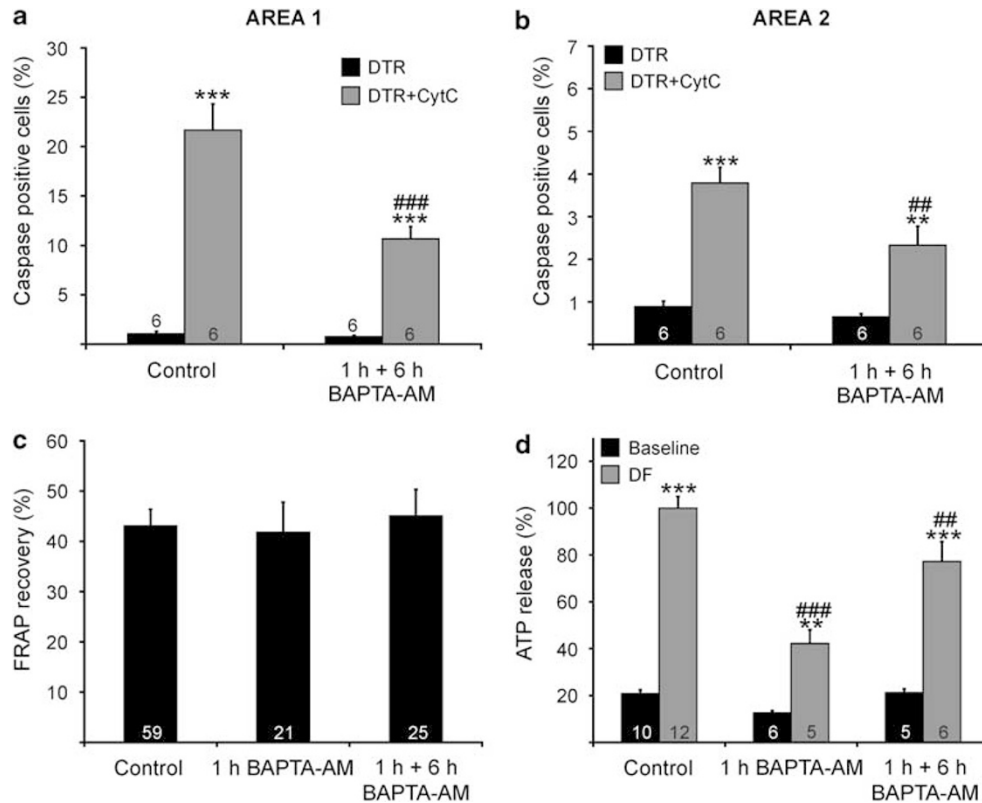 a
AREA 1
Caspase positive cells (%)
30
25
20
15
10
5
DTR
DTR+CytC
***
###
***
6
6
6
6
Control
1 h + 6 h
BAPTA-AM
b
AREA 2
Caspase positive cells (%)
7
6
5
4
3
2
1
DTR
DTR+CytC
***
##
**
6
6
6
6
Control
1 h + 6 h
BAPTA-AM
c
FRAP recovery (%)
60
50
40
30
20
10
59
21
25
Control
1 h BAPTA-AM
1 h + 6 h
BAPTA-AM
d
ATP release (%)
120
100
80
60
40
20
Baseline
DF
***
###
**
##
***
10
12
6
5
5
6
Control
1 h BAPTA-AM
1 h + 6 h
BAPTA-AM